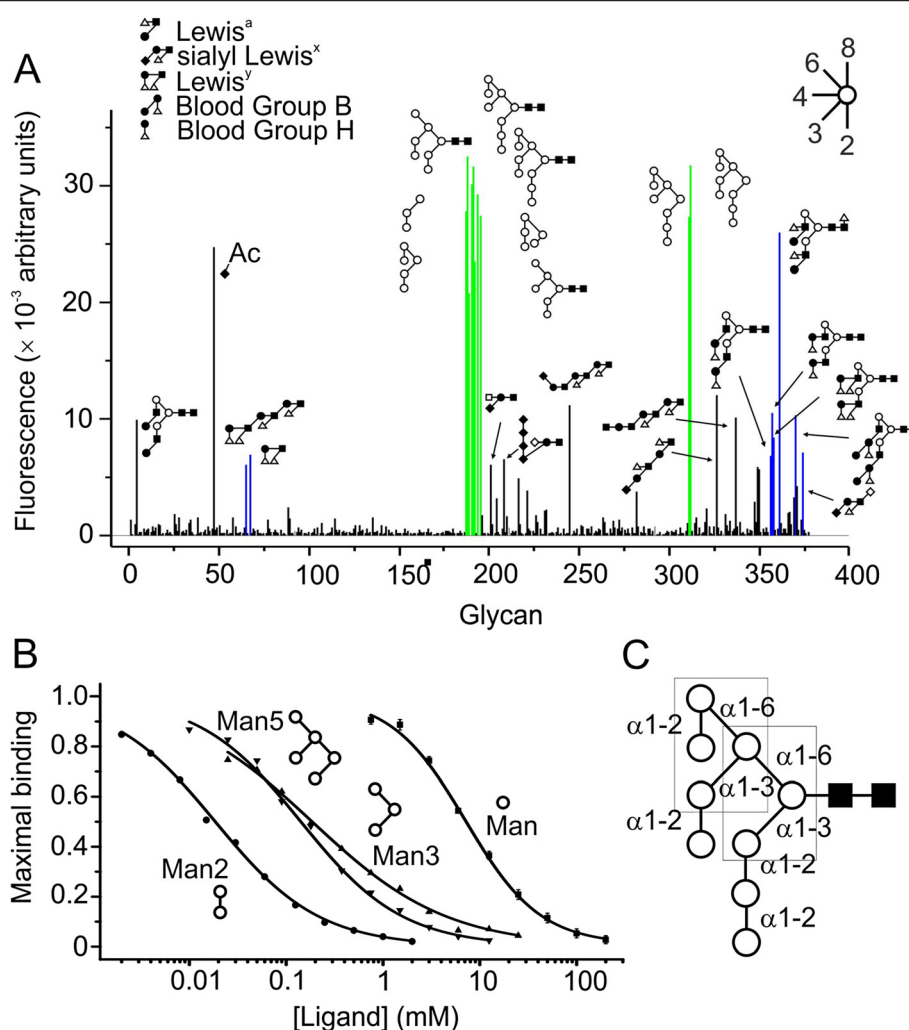 A
Lewisᵃ
sialyl Lewisˣ
Lewisʸ
Blood Group B
Blood Group H
8
6
4
3
2
Fluorescence (× 10⁻³ arbitrary units)
30
20
10
0
Ac
0 50 100 150 200 250 300 350 400
Glycan
B
Maximal binding
1.0
0.8
0.6
0.4
0.2
0
Man5
Man2
Man3
Man
0.01 0.1 1 10 100
[Ligand] (mM)
C
α1-2
α1-6
α1-6
α1-3
α1-2
α1-3
α1-2
α1-2